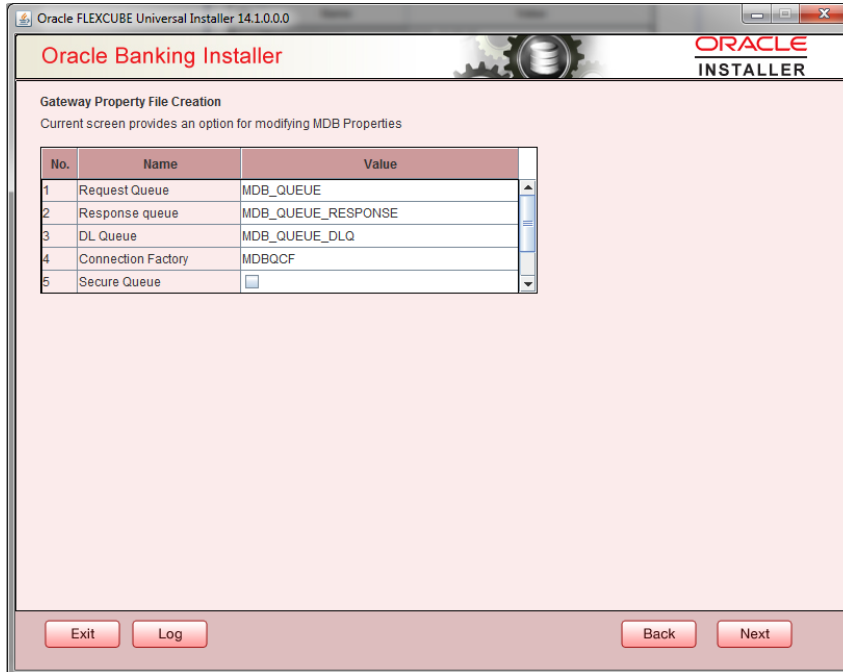 Oracle FLEXCUBE Universal Installer 14.1.0.0.0
Oracle Banking Installer
ORACLE
INSTALLER
Gateway Property File Creation
Current screen provides an option for modifying MDB Properties
No. Name Value
1 Request Queue MDB_QUEUE
2 Response queue MDB_QUEUE_RESPONSE
3 DL Queue MDB_QUEUE_DLQ
4 Connection Factory MDBQCF
5 Secure Queue
Exit Log Back Next